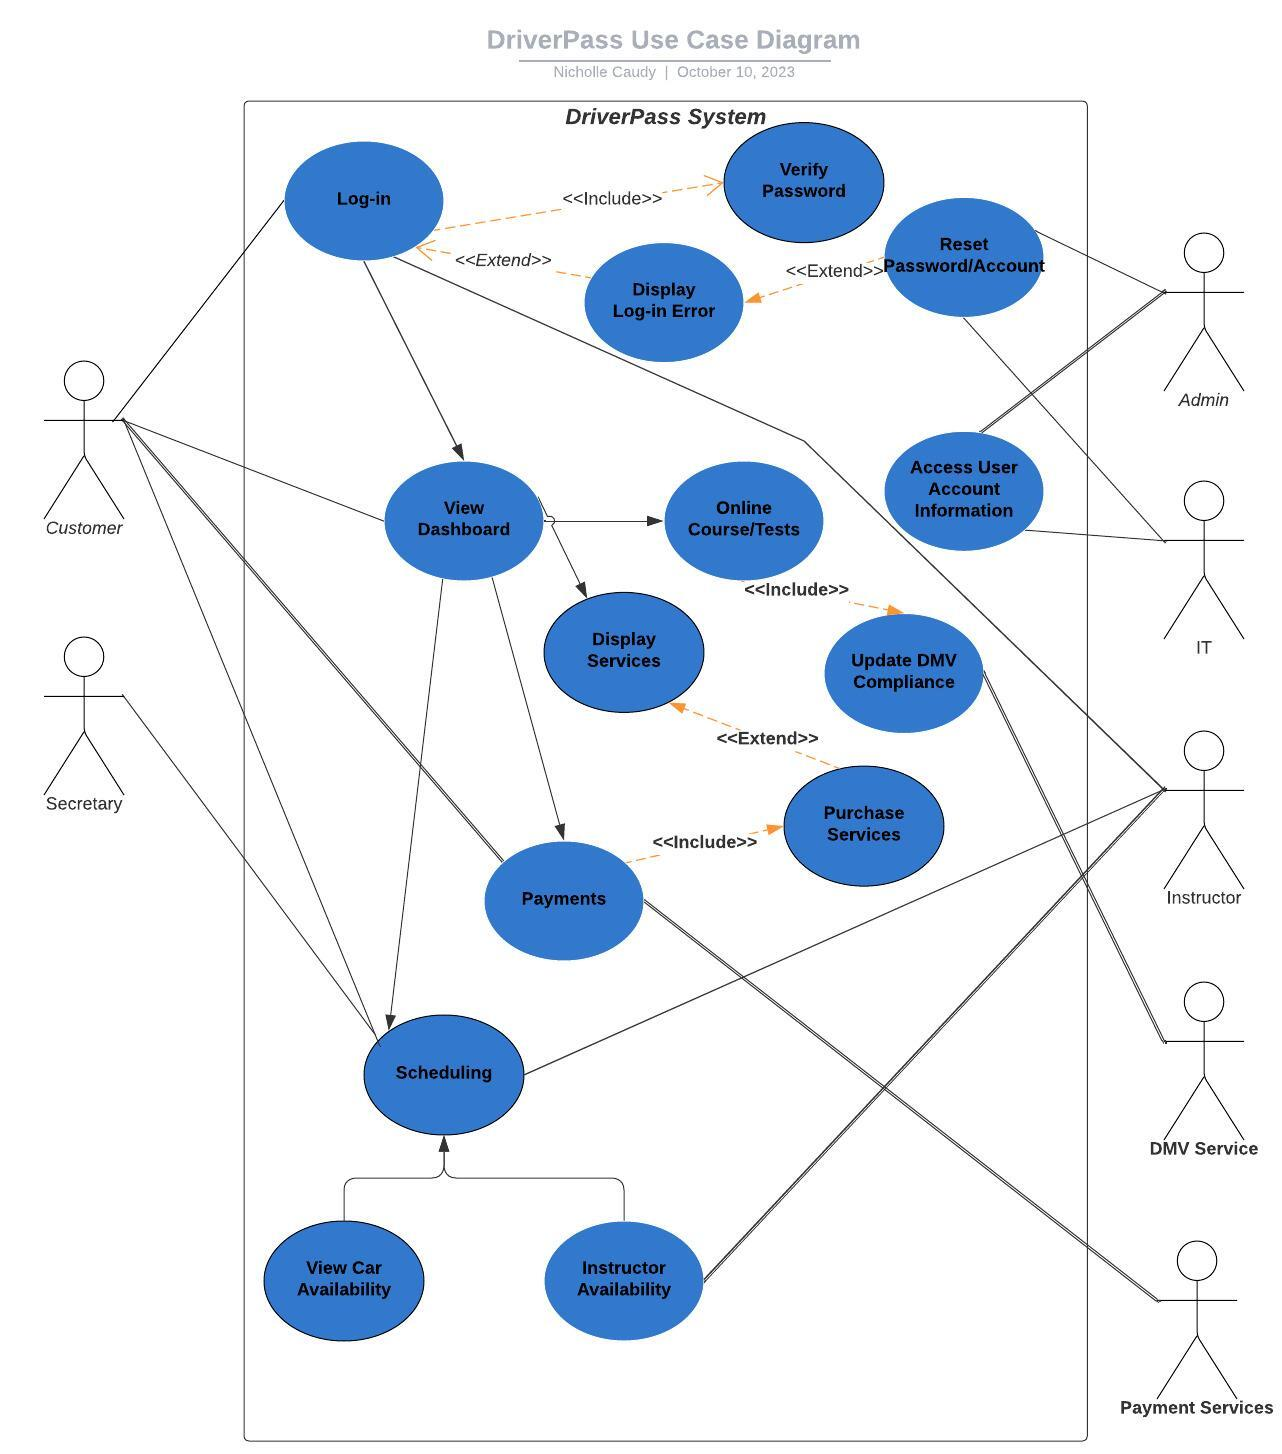 DriverPass Use Case Diagram
Nicholle Caudy | October 10, 2023
DriverPass System
Log-in
<<Include>>
Verify
Password
<<Extend>>
Display
Log-in Error
<<Extend>>
Reset
Password/Account
Admin
Customer
View
Dashboard
Online
Course/Tests
Access User
Account
Information
IT
<<Include>>
Display
Services
Update DMV
Compliance
<<Extend>>
Secretary
Purchase
Services
<<Include>>
Payments
Instructor
Scheduling
DMV Service
View Car
Availability
Instructor
Availability
Payment Services